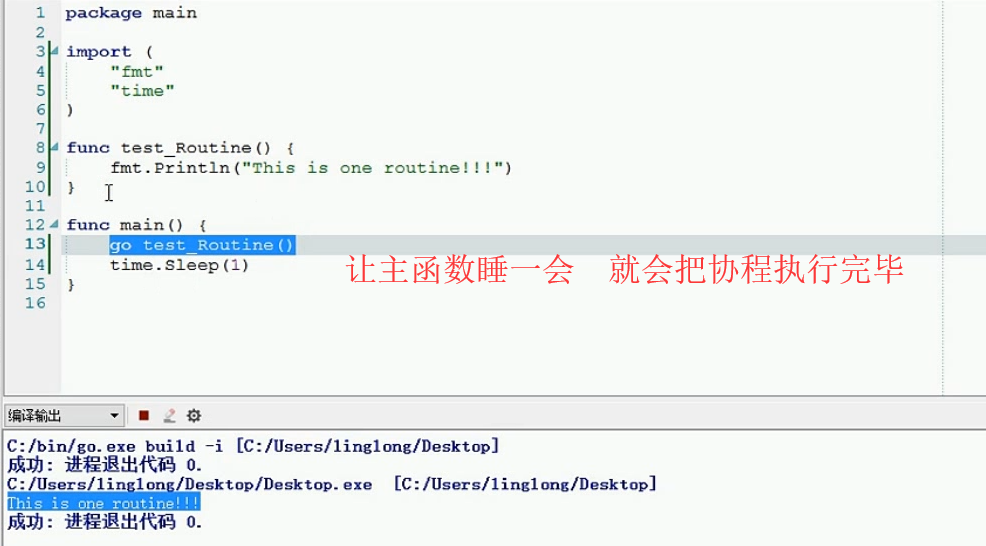 1 package main
2
3 import (
4 "fmt"
5 "time"
6 )
7
8 func test_Routine() {
9 fmt.Println("This is one routine!!!")
10 }
11
12 func main() {
13 go test_Routine()
14 time.Sleep(1) 让主函数睡一会 就会把协程执行完毕
15 }
16
编译输出
C:/bin/go.exe build -i [C:/Users/linglong/Desktop]
成功: 进程退出代码 0.
C:/Users/linglong/Desktop/Desktop.exe [C:/Users/linglong/Desktop]
This is one routine!!!
成功: 进程退出代码 0.